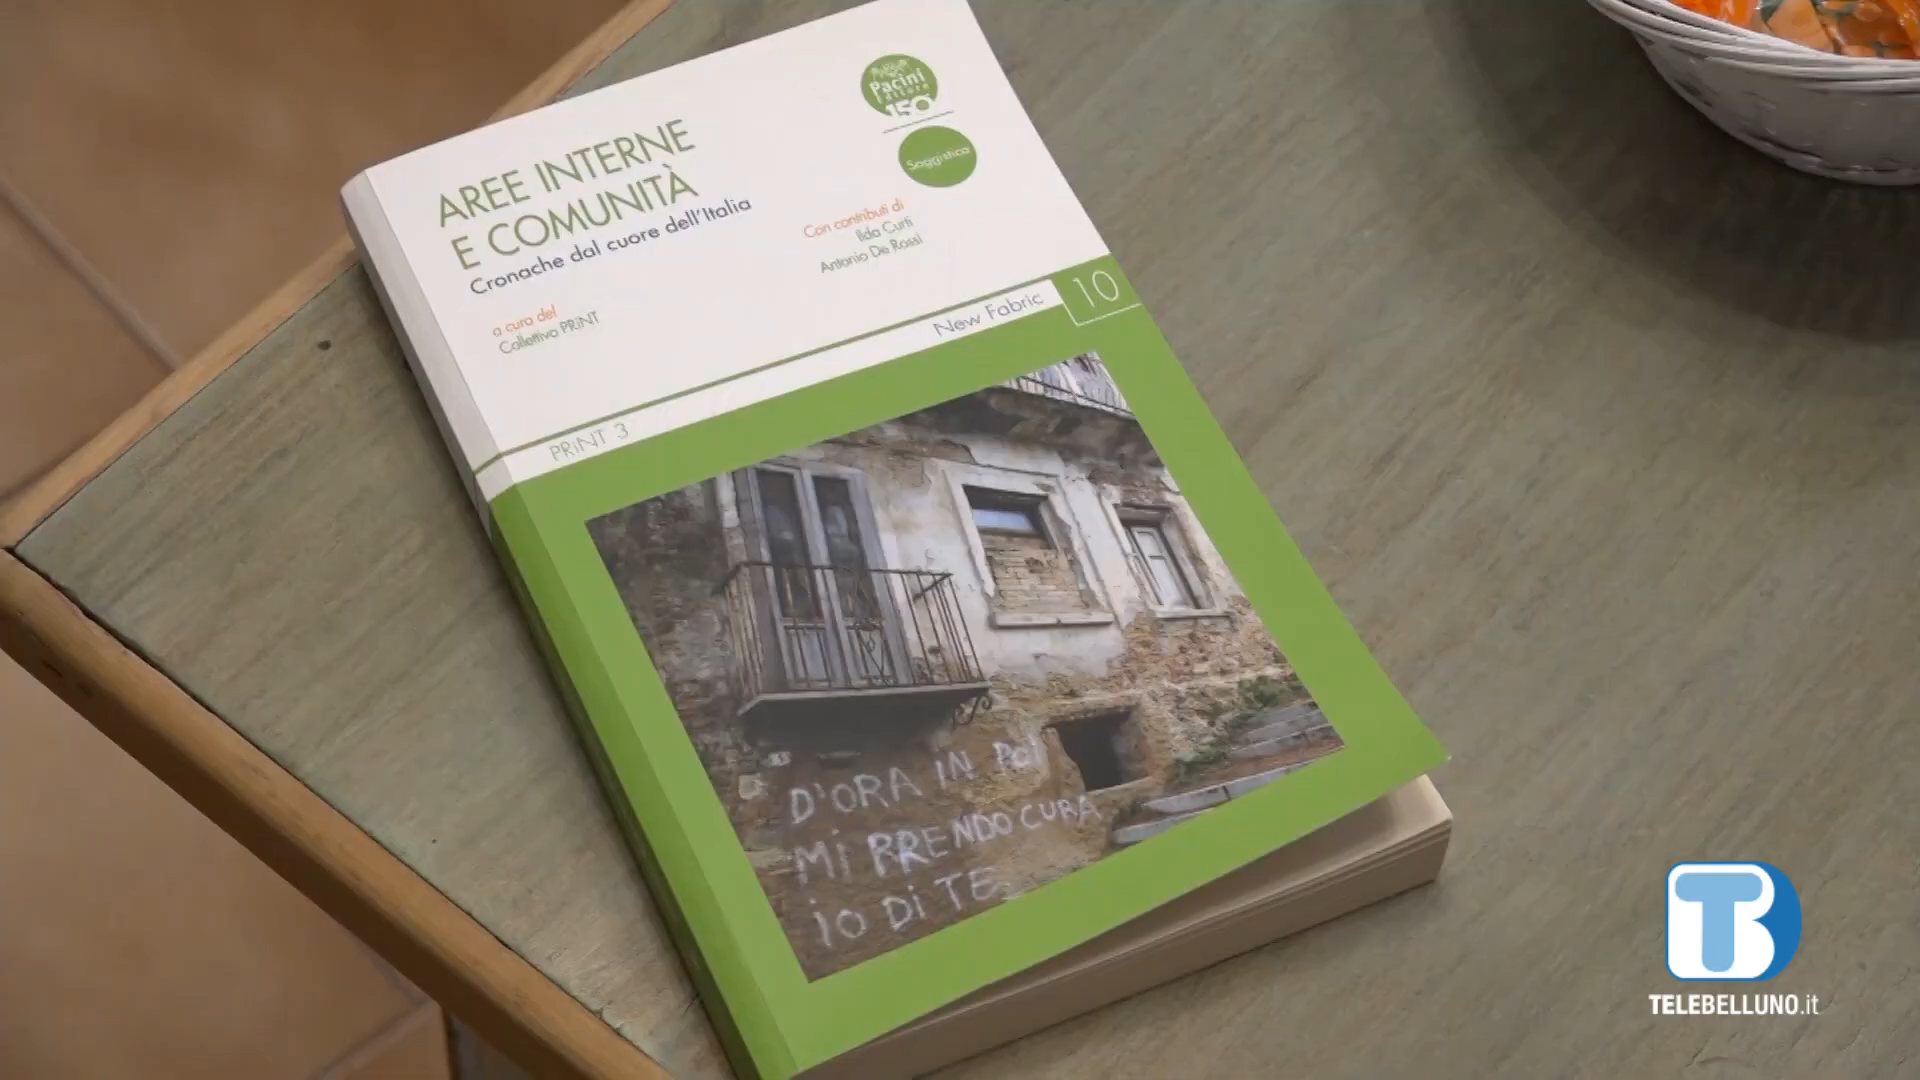 Pacini
Editore
150
Saggistica
AREE INTERNE
E COMUNITÀ
Cronache dal cuore dell'Italia
Con contributi di
Ilda Curti
Antonio De Rossi
a cura del
Collettivo PRiNT
New Fabric
10
PRiNT 3
D'ORA IN POi
Mi PRENDO CURA
iO Di TE
TB
TELEBELLUNO.it